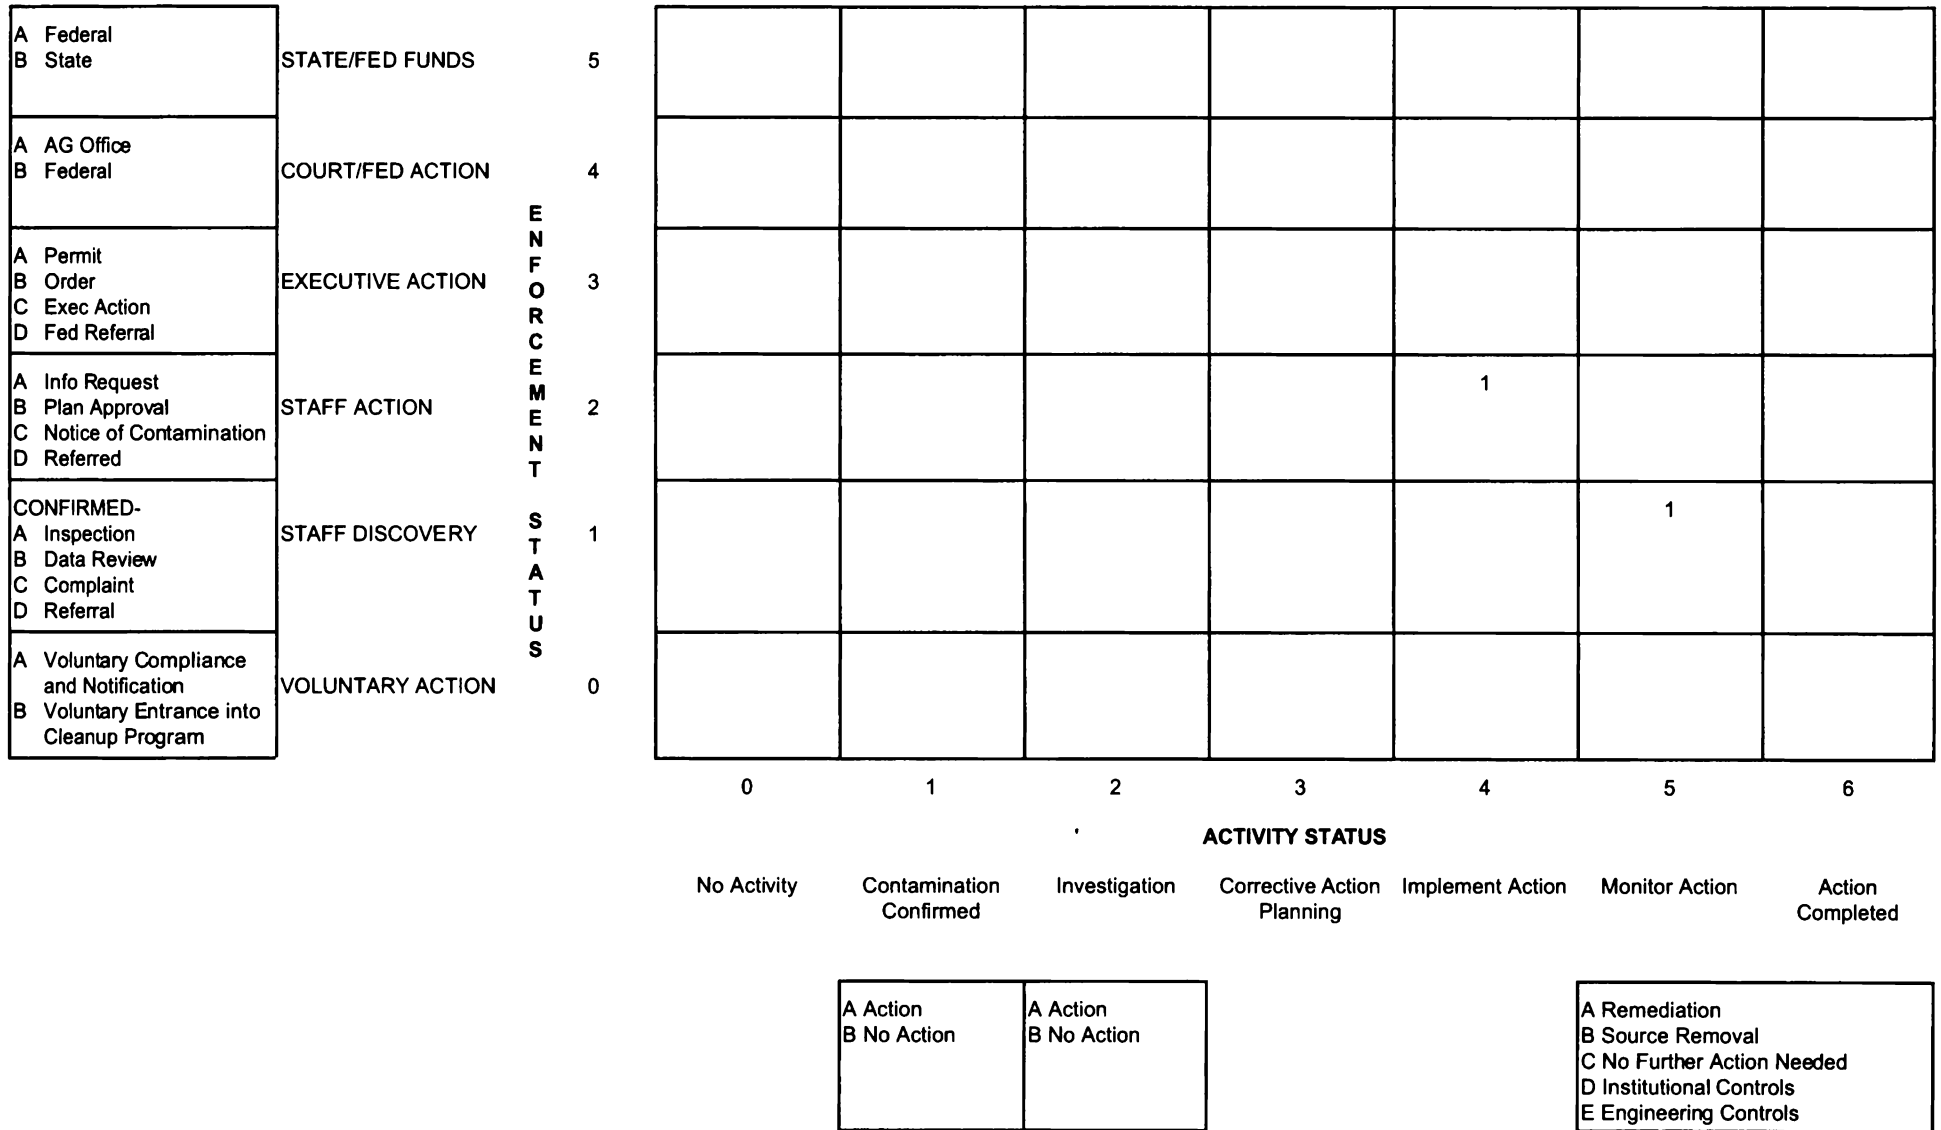 A Federal
B State
STATE/FED FUNDS 5
A AG Office
B Federal
COURT/FED ACTION 4
A Permit
B Order
C Exec Action
D Fed Referral
EXECUTIVE ACTION 3
A Info Request
B Plan Approval
C Notice of Contamination
D Referred
STAFF ACTION 2
1
CONFIRMED-
A Inspection
B Data Review
C Complaint
D Referral
STAFF DISCOVERY 1
1
A Voluntary Compliance
and Notification
B Voluntary Entrance into
Cleanup Program
VOLUNTARY ACTION 0
ENFORCEMENT STATUS
0 1 2 3 4 5 6
ACTIVITY STATUS
No Activity
Contamination
Confirmed
Investigation
Corrective Action
Planning
Implement Action
Monitor Action
Action
Completed
A Action
B No Action
A Action
B No Action
A Remediation
B Source Removal
C No Further Action Needed
D Institutional Controls
E Engineering Controls